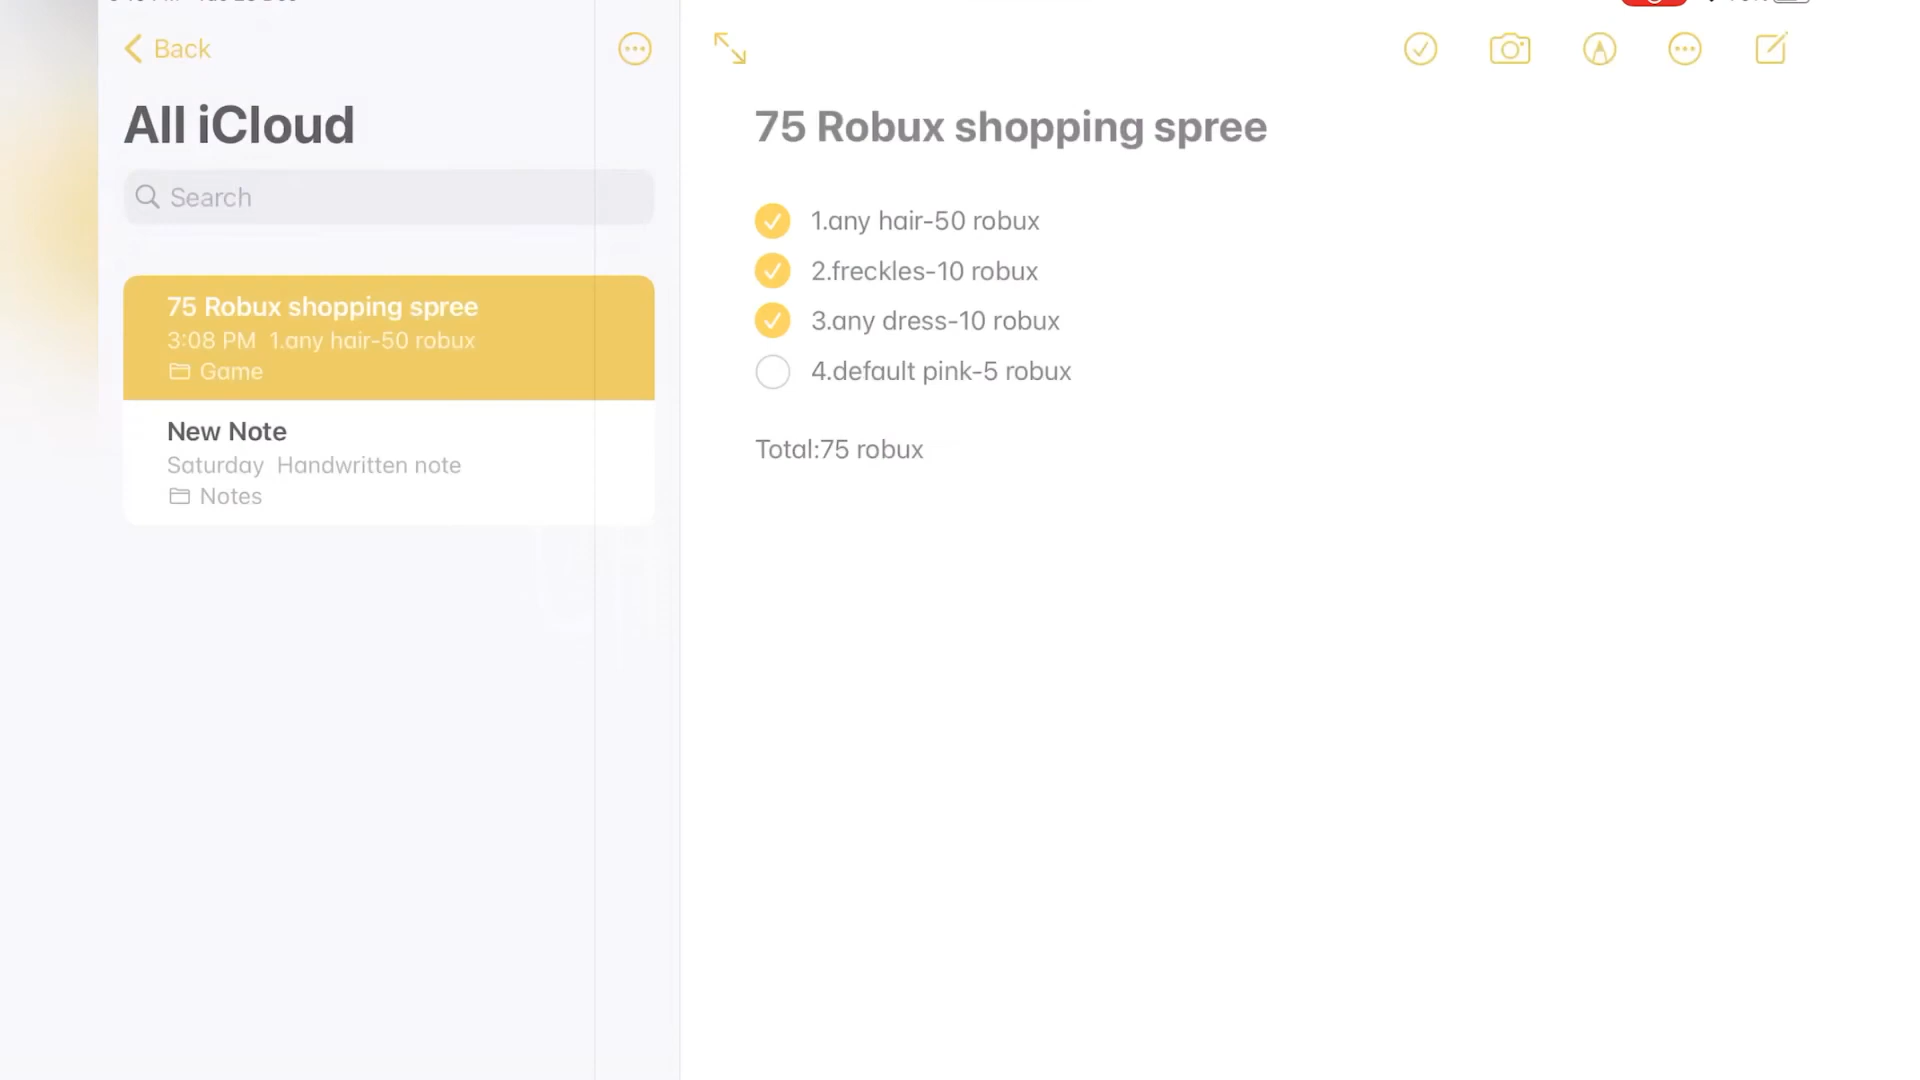 Back
All iCloud
Search
75 Robux shopping spree
3:08 PM 1.any hair-50 robux
Game
New Note
Saturday Handwritten note
Notes
75 Robux shopping spree
1.any hair-50 robux
2.freckles-10 robux
3.any dress-10 robux
4.default pink-5 robux
Total:75 robux